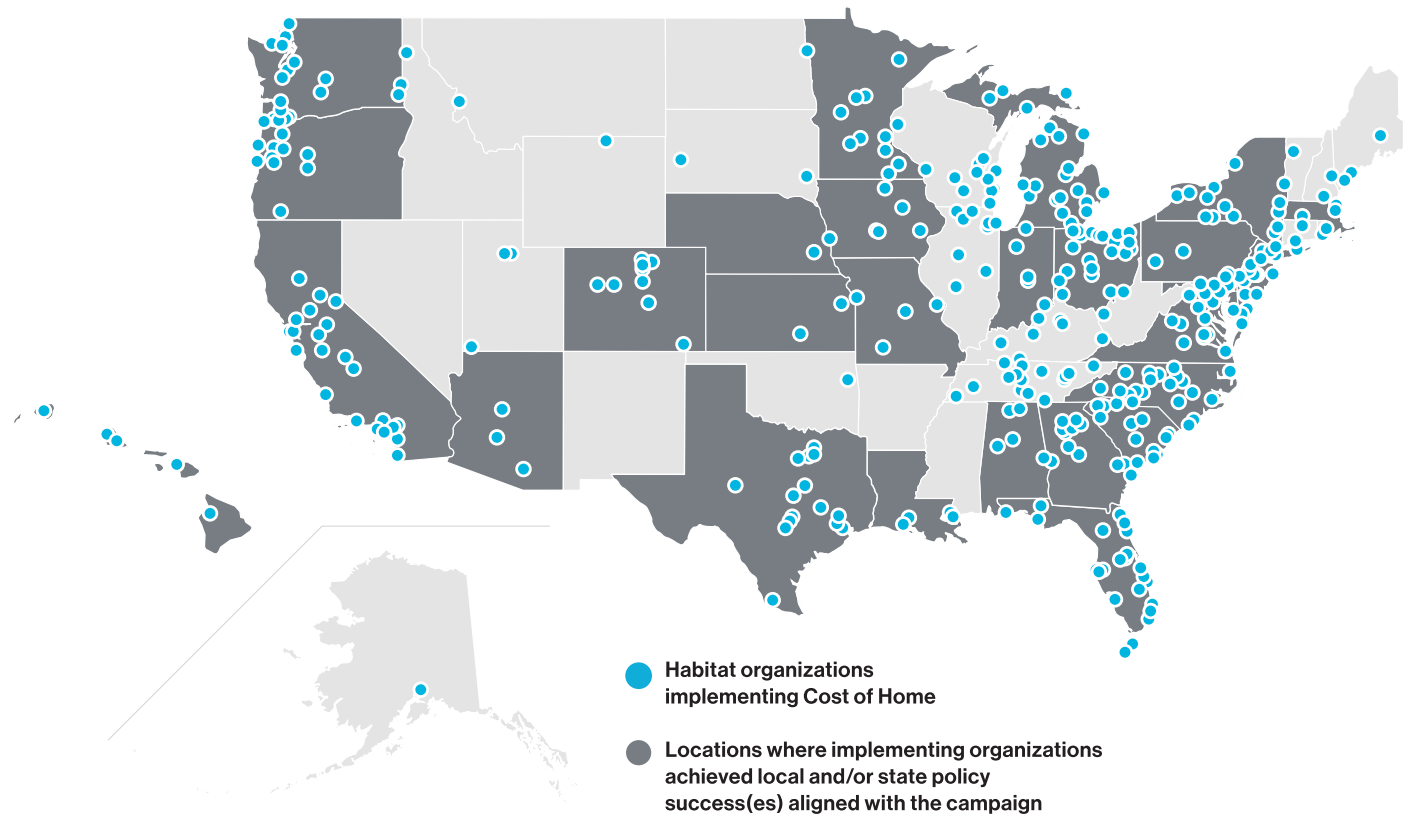 Habitat organizations
implementing Cost of Home
Locations where implementing organizations
achieved local and/or state policy
success(es) aligned with the campaign